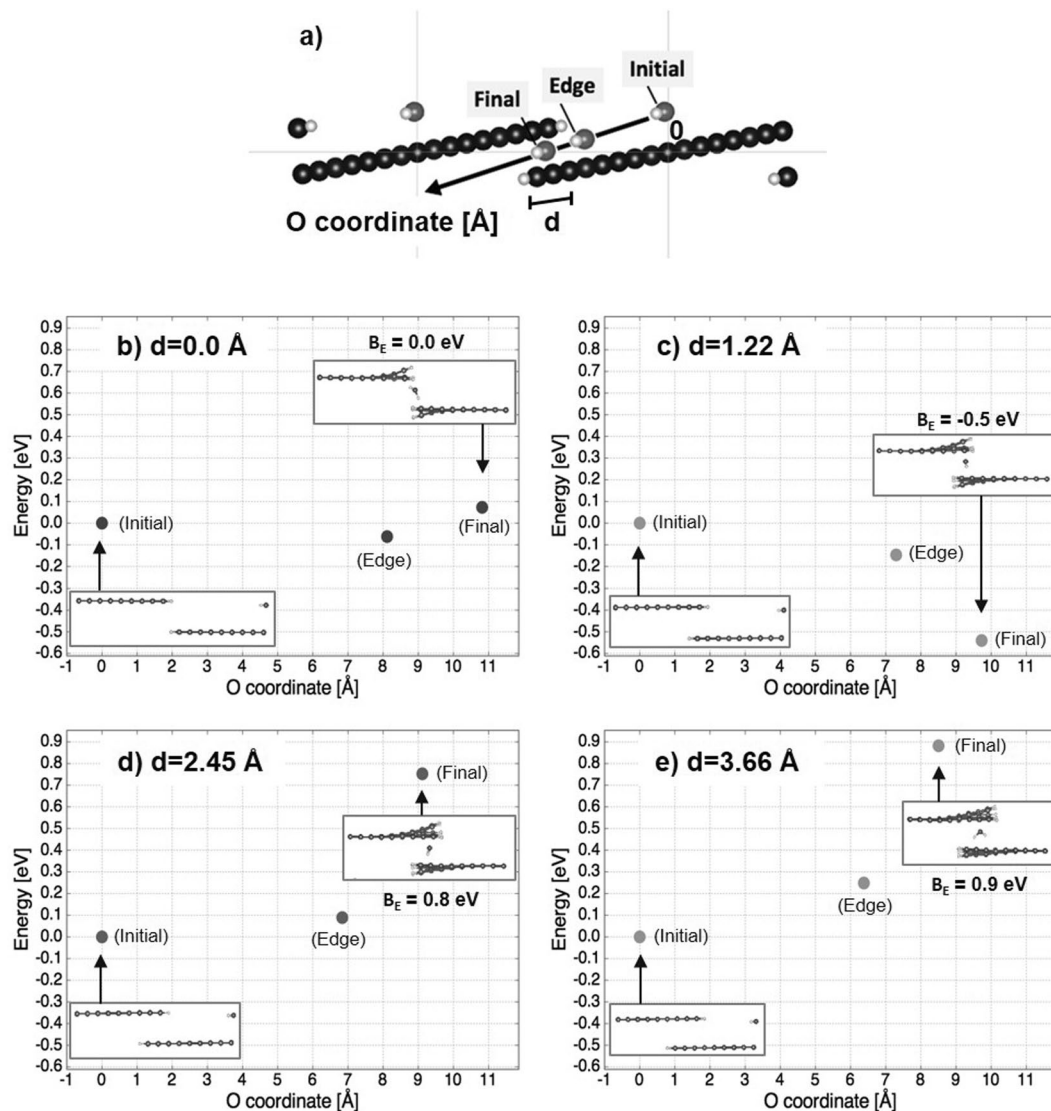 a)
Initial
Edge
Final
0
O coordinate [Å]
d
b) d=0.0 Å
B_E = 0.0 eV
0.9
0.8
0.7
0.6
0.5
0.4
0.3
0.2
0.1
0.0
-0.1
-0.2
-0.3
-0.4
-0.5
-0.6
Energy [eV]
(Initial)
(Edge)
(Final)
-1 0 1 2 3 4 5 6 7 8 9 10 11
O coordinate [Å]
c) d=1.22 Å
B_E = -0.5 eV
0.9
0.8
0.7
0.6
0.5
0.4
0.3
0.2
0.1
0.0
-0.1
-0.2
-0.3
-0.4
-0.5
-0.6
Energy [eV]
(Initial)
(Edge)
(Final)
-1 0 1 2 3 4 5 6 7 8 9 10 11
O coordinate [Å]
d) d=2.45 Å
(Final)
0.9
0.8
0.7
0.6
0.5
0.4
0.3
0.2
0.1
0.0
-0.1
-0.2
-0.3
-0.4
-0.5
-0.6
Energy [eV]
B_E = 0.8 eV
(Initial)
(Edge)
-1 0 1 2 3 4 5 6 7 8 9 10 11
O coordinate [Å]
e) d=3.66 Å
(Final)
0.9
0.8
0.7
0.6
0.5
0.4
0.3
0.2
0.1
0.0
-0.1
-0.2
-0.3
-0.4
-0.5
-0.6
Energy [eV]
B_E = 0.9 eV
(Edge)
(Initial)
-1 0 1 2 3 4 5 6 7 8 9 10 11
O coordinate [Å]